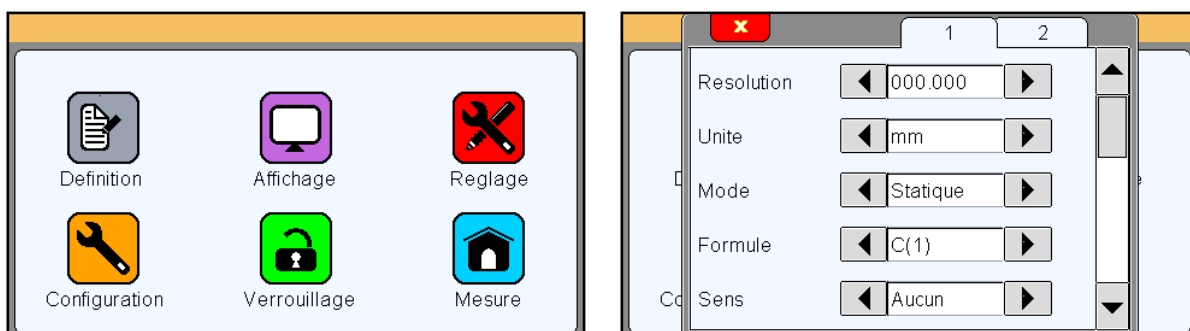 Definition Affichage Reglage
Configuration Verrouillage Mesure
x 1 2
Resolution 000.000
Unite mm
Mode Statique
Formule C(1)
Sens Aucun
D e
Co